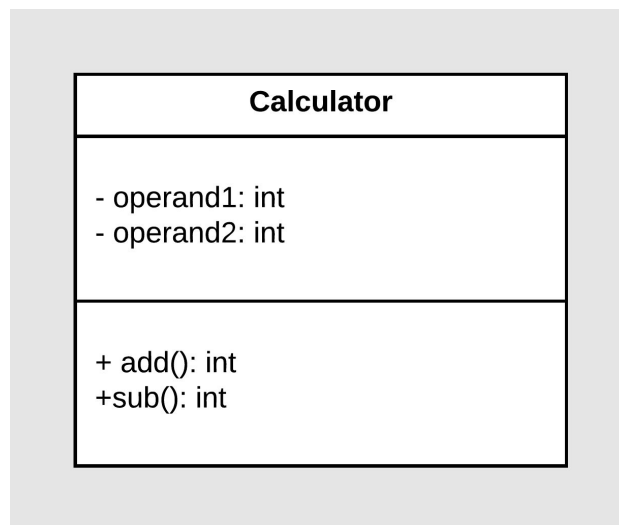 Calculator
- operand1: int
- operand2: int
+ add(): int
+sub(): int